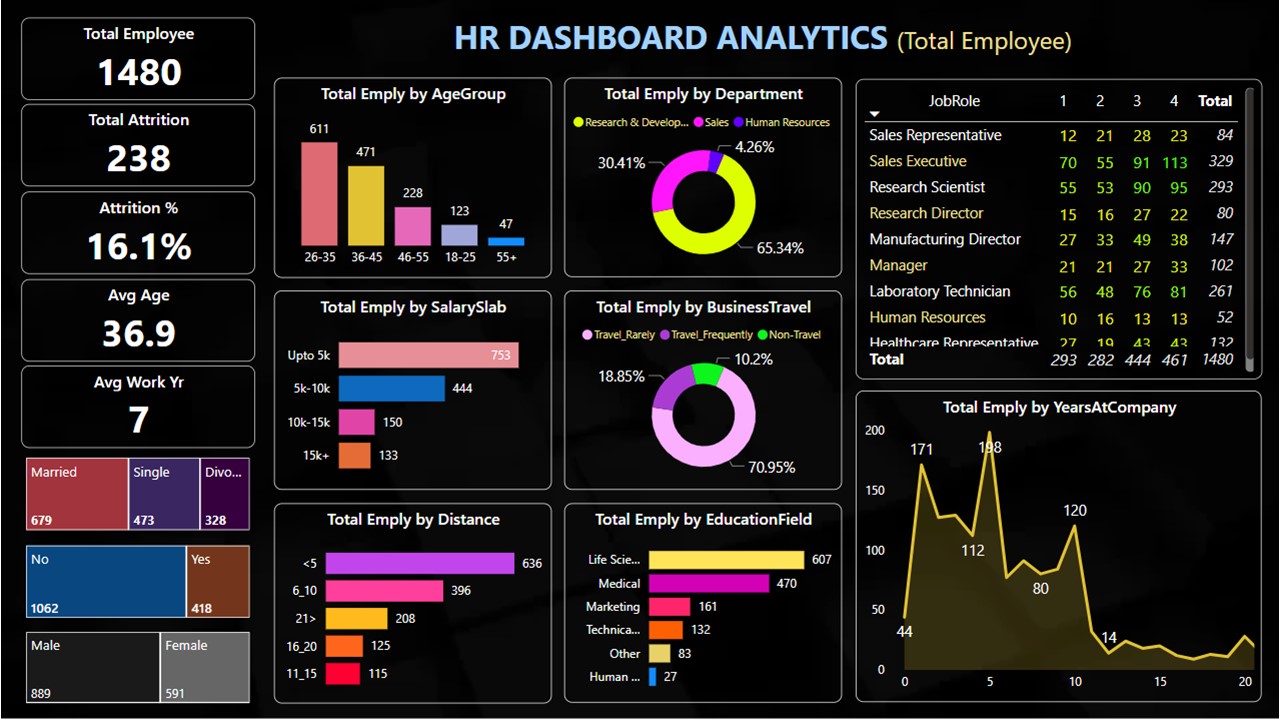 HR DASHBOARD ANALYTICS (Total Employee)
Total Employee
1480
Total Attrition
238
Attrition %
16.1%
Avg Age
36.9
Avg Work Yr
7
Married Single Divo...
679 473 328
No Yes
1062 418
Male Female
889 591
Total Emply by AgeGroup
611
471
228
123
47
26-35 36-45 46-55 18-25 55+
Total Emply by SalarySlab
Upto 5k 753
5k-10k 444
10k-15k 150
15k+ 133
Total Emply by Distance
<5 636
6_10 396
21> 208
16_20 125
11_15 115
Total Emply by Department
Research & Develop... Sales Human Resources
4.26%
30.41%
65.34%
Total Emply by BusinessTravel
Travel_Rarely Travel_Frequently Non-Travel
10.2%
18.85%
70.95%
Total Emply by EducationField
Life Scie... 607
Medical 470
Marketing 161
Technica... 132
Other 83
Human ... 27
JobRole 1 2 3 4 Total
Sales Representative 12 21 28 23 84
Sales Executive 70 55 91 113 329
Research Scientist 55 53 90 95 293
Research Director 15 16 27 22 80
Manufacturing Director 27 33 49 38 147
Manager 21 21 27 33 102
Laboratory Technician 56 48 76 81 261
Human Resources 10 16 13 13 52
Healthcare Representative 27 19 43 43 132
Total 293 282 444 461 1480
Total Emply by YearsAtCompany
200
198
171
150
120
112
100
80
50
44
14
0
0 5 10 15 20